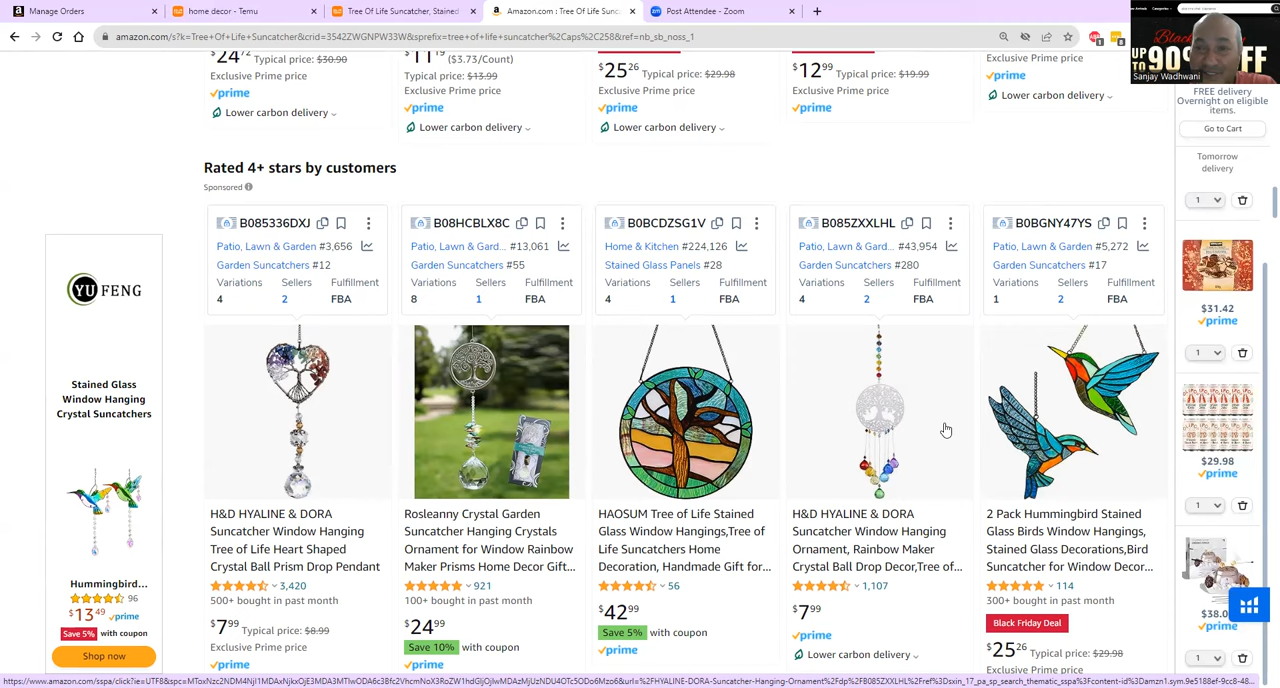 Manage Orders
home decor - Temu
Tree Of Life Suncatcher, Stained
Amazon.com : Tree Of Life Sunc
Post Attendee - Zoom
amazon.com/s?k=Tree+Of+Life+Suncatcher&crid=3542ZWGNPW33W&sprefix=tree+of+life+suncatcher%2Caps%2C258&ref=nb_sb_noss_1
UP TO 90% OFF
Sanjay Wadhwani
$24 72 $30.90
Exclusive Prime price
prime
Lower carbon delivery
$11 19 ($3.73/Count)
Typical price: $13.99
Exclusive Prime price
prime
Lower carbon delivery
$25 26 Typical price: $29.98
Exclusive Prime price
prime
Lower carbon delivery
$12 99 Typical price: $19.99
Exclusive Prime price
prime
Exclusive Prime price
prime
Lower carbon delivery
FREE delivery
Overnight on eligible
items.
Go to Cart
Tomorrow
delivery
1
$31.42
prime
1
$29.98
prime
1
$38.0
prime
1
Rated 4+ stars by customers
Sponsored
YU FENG
Stained Glass
Window Hanging
Crystal Suncatchers
Hummingbird...
96
$13 49 prime
Save 5% with coupon
Shop now
B085336DXJ
Patio, Lawn & Garden #3,656
Garden Suncatchers #12
Variations Sellers Fulfillment
4 2 FBA
H&D HYALINE & DORA
Suncatcher Window Hanging
Tree of Life Heart Shaped
Crystal Ball Prism Drop Pendant
3,420
500+ bought in past month
$7 99 Typical price: $8.99
prime
B08HCBLX8C
Patio, Lawn & Gard... #13,061
Garden Suncatchers #55
Variations Sellers Fulfillment
8 1 FBA
Rosleanny Crystal Garden
Suncatcher Hanging Crystals
Ornament for Window Rainbow
Maker Prisms Home Decor Gift...
921
100+ bought in past month
$24 99
Save 10% with coupon
prime
B0BCDZSG1V
Home & Kitchen #224,126
Stained Glass Panels #28
Variations Sellers Fulfillment
4 1 FBA
HAOSUM Tree of Life Stained
Glass Window Hangings,Tree of
Life Suncatchers Home
Decoration, Handmade Gift for...
56
$42 99
Save 5% with coupon
prime
B085ZXXLHL
Patio, Lawn & Gard... #43,954
Garden Suncatchers #280
Variations Sellers Fulfillment
4 2 FBA
H&D HYALINE & DORA
Suncatcher Window Hanging
Ornament, Rainbow Maker
Crystal Ball Drop Decor,Tree of...
1,107
$7 99
prime
Lower carbon delivery
B0BGNY47YS
Patio, Lawn & Garden #5,272
Garden Suncatchers #17
Variations Sellers Fulfillment
1 2 FBA
2 Pack Hummingbird Stained
Glass Birds Window Hangings,
Stained Glass Decorations,Bird
Suncatcher for Window Decor...
114
300+ bought in past month
Black Friday Deal
$25 26 Typical price: $29.98
Exclusive Prime price